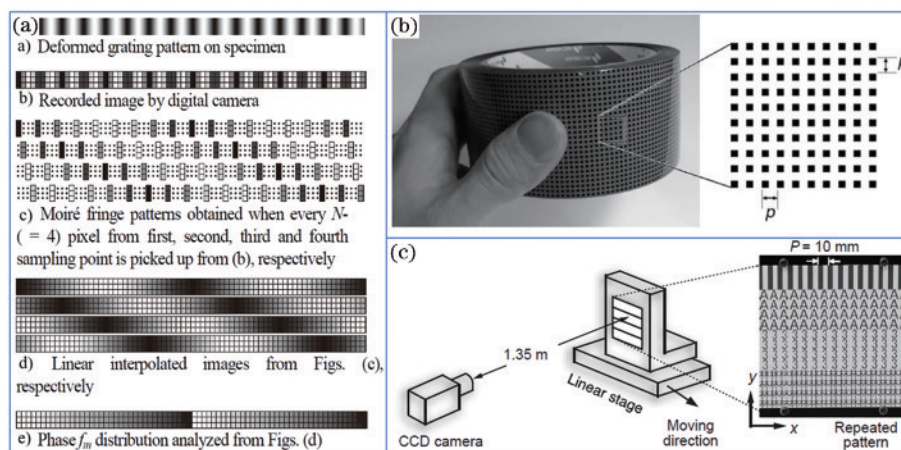 (a)
a) Deformed grating pattern on specimen
b) Recorded image by digital camera
c) Moiré fringe patterns obtained when every N-
( = 4) pixel from first, second, third and fourth
sampling point is picked up from (b), respectively
d) Linear interpolated images from Figs. (c),
respectively
e) Phase fm distribution analyzed from Figs. (d)
(b)
p
(c)
P = 10 mm
1.35 m
Linear stage
CCD camera
Moving
direction
y
x
Repeated
pattern